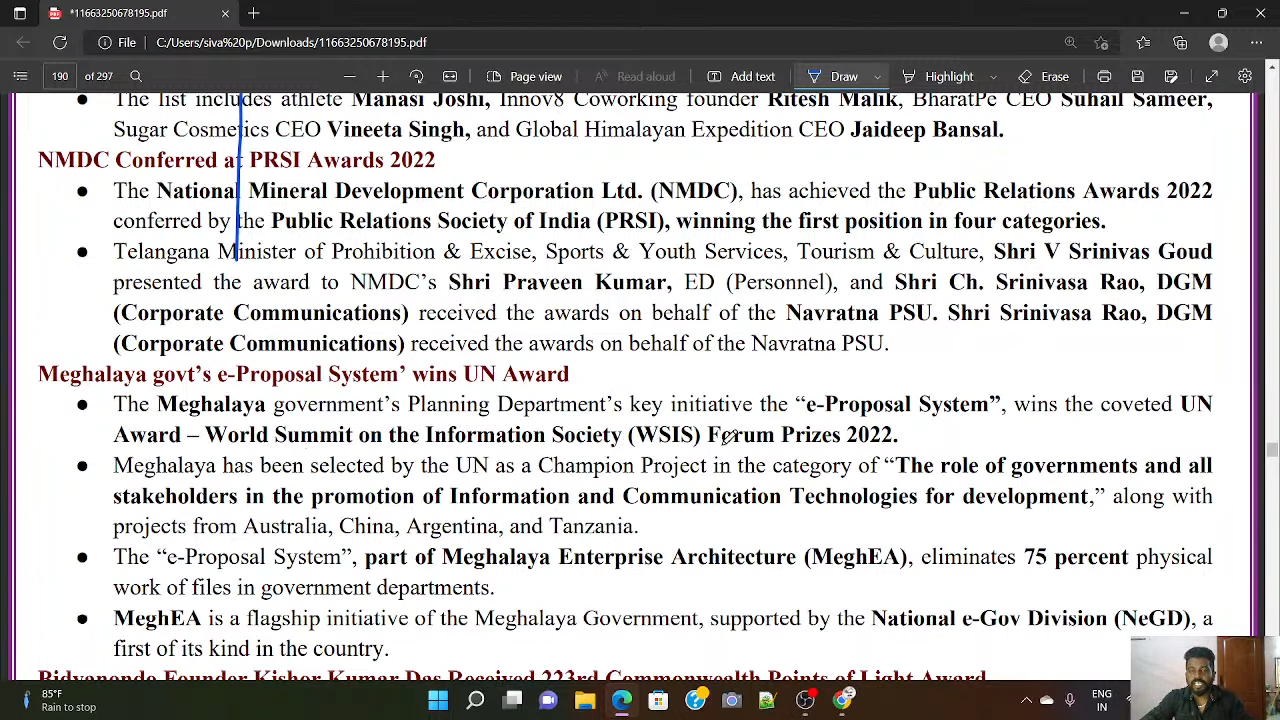 *11663250678195.pdf
File C:/Users/siva%20p/Downloads/11663250678195.pdf
190 of 297 Page view Read aloud Add text Draw Highlight Erase
The list includes athlete Manasi Joshi, Innov8 Coworking founder Ritesh Malik, BharatPe CEO Suhail Sameer,
Sugar Cosmetics CEO Vineeta Singh, and Global Himalayan Expedition CEO Jaideep Bansal.
NMDC Conferred at PRSI Awards 2022
● The National Mineral Development Corporation Ltd. (NMDC), has achieved the Public Relations Awards 2022
conferred by the Public Relations Society of India (PRSI), winning the first position in four categories.
● Telangana Minister of Prohibition & Excise, Sports & Youth Services, Tourism & Culture, Shri V Srinivas Goud
presented the award to NMDC’s Shri Praveen Kumar, ED (Personnel), and Shri Ch. Srinivasa Rao, DGM
(Corporate Communications) received the awards on behalf of the Navratna PSU. Shri Srinivasa Rao, DGM
(Corporate Communications) received the awards on behalf of the Navratna PSU.
Meghalaya govt’s e-Proposal System’ wins UN Award
● The Meghalaya government’s Planning Department’s key initiative the “e-Proposal System”, wins the coveted UN
Award – World Summit on the Information Society (WSIS) Forum Prizes 2022.
● Meghalaya has been selected by the UN as a Champion Project in the category of “The role of governments and all
stakeholders in the promotion of Information and Communication Technologies for development,” along with
projects from Australia, China, Argentina, and Tanzania.
● The “e-Proposal System”, part of Meghalaya Enterprise Architecture (MeghEA), eliminates 75 percent physical
work of files in government departments.
● MeghEA is a flagship initiative of the Meghalaya Government, supported by the National e-Gov Division (NeGD), a
first of its kind in the country.
Bidyanondo Founder Kishor Kumar Das Received 223rd Commonwealth Points of Light Award
85°F
Rain to stop
ENG
IN